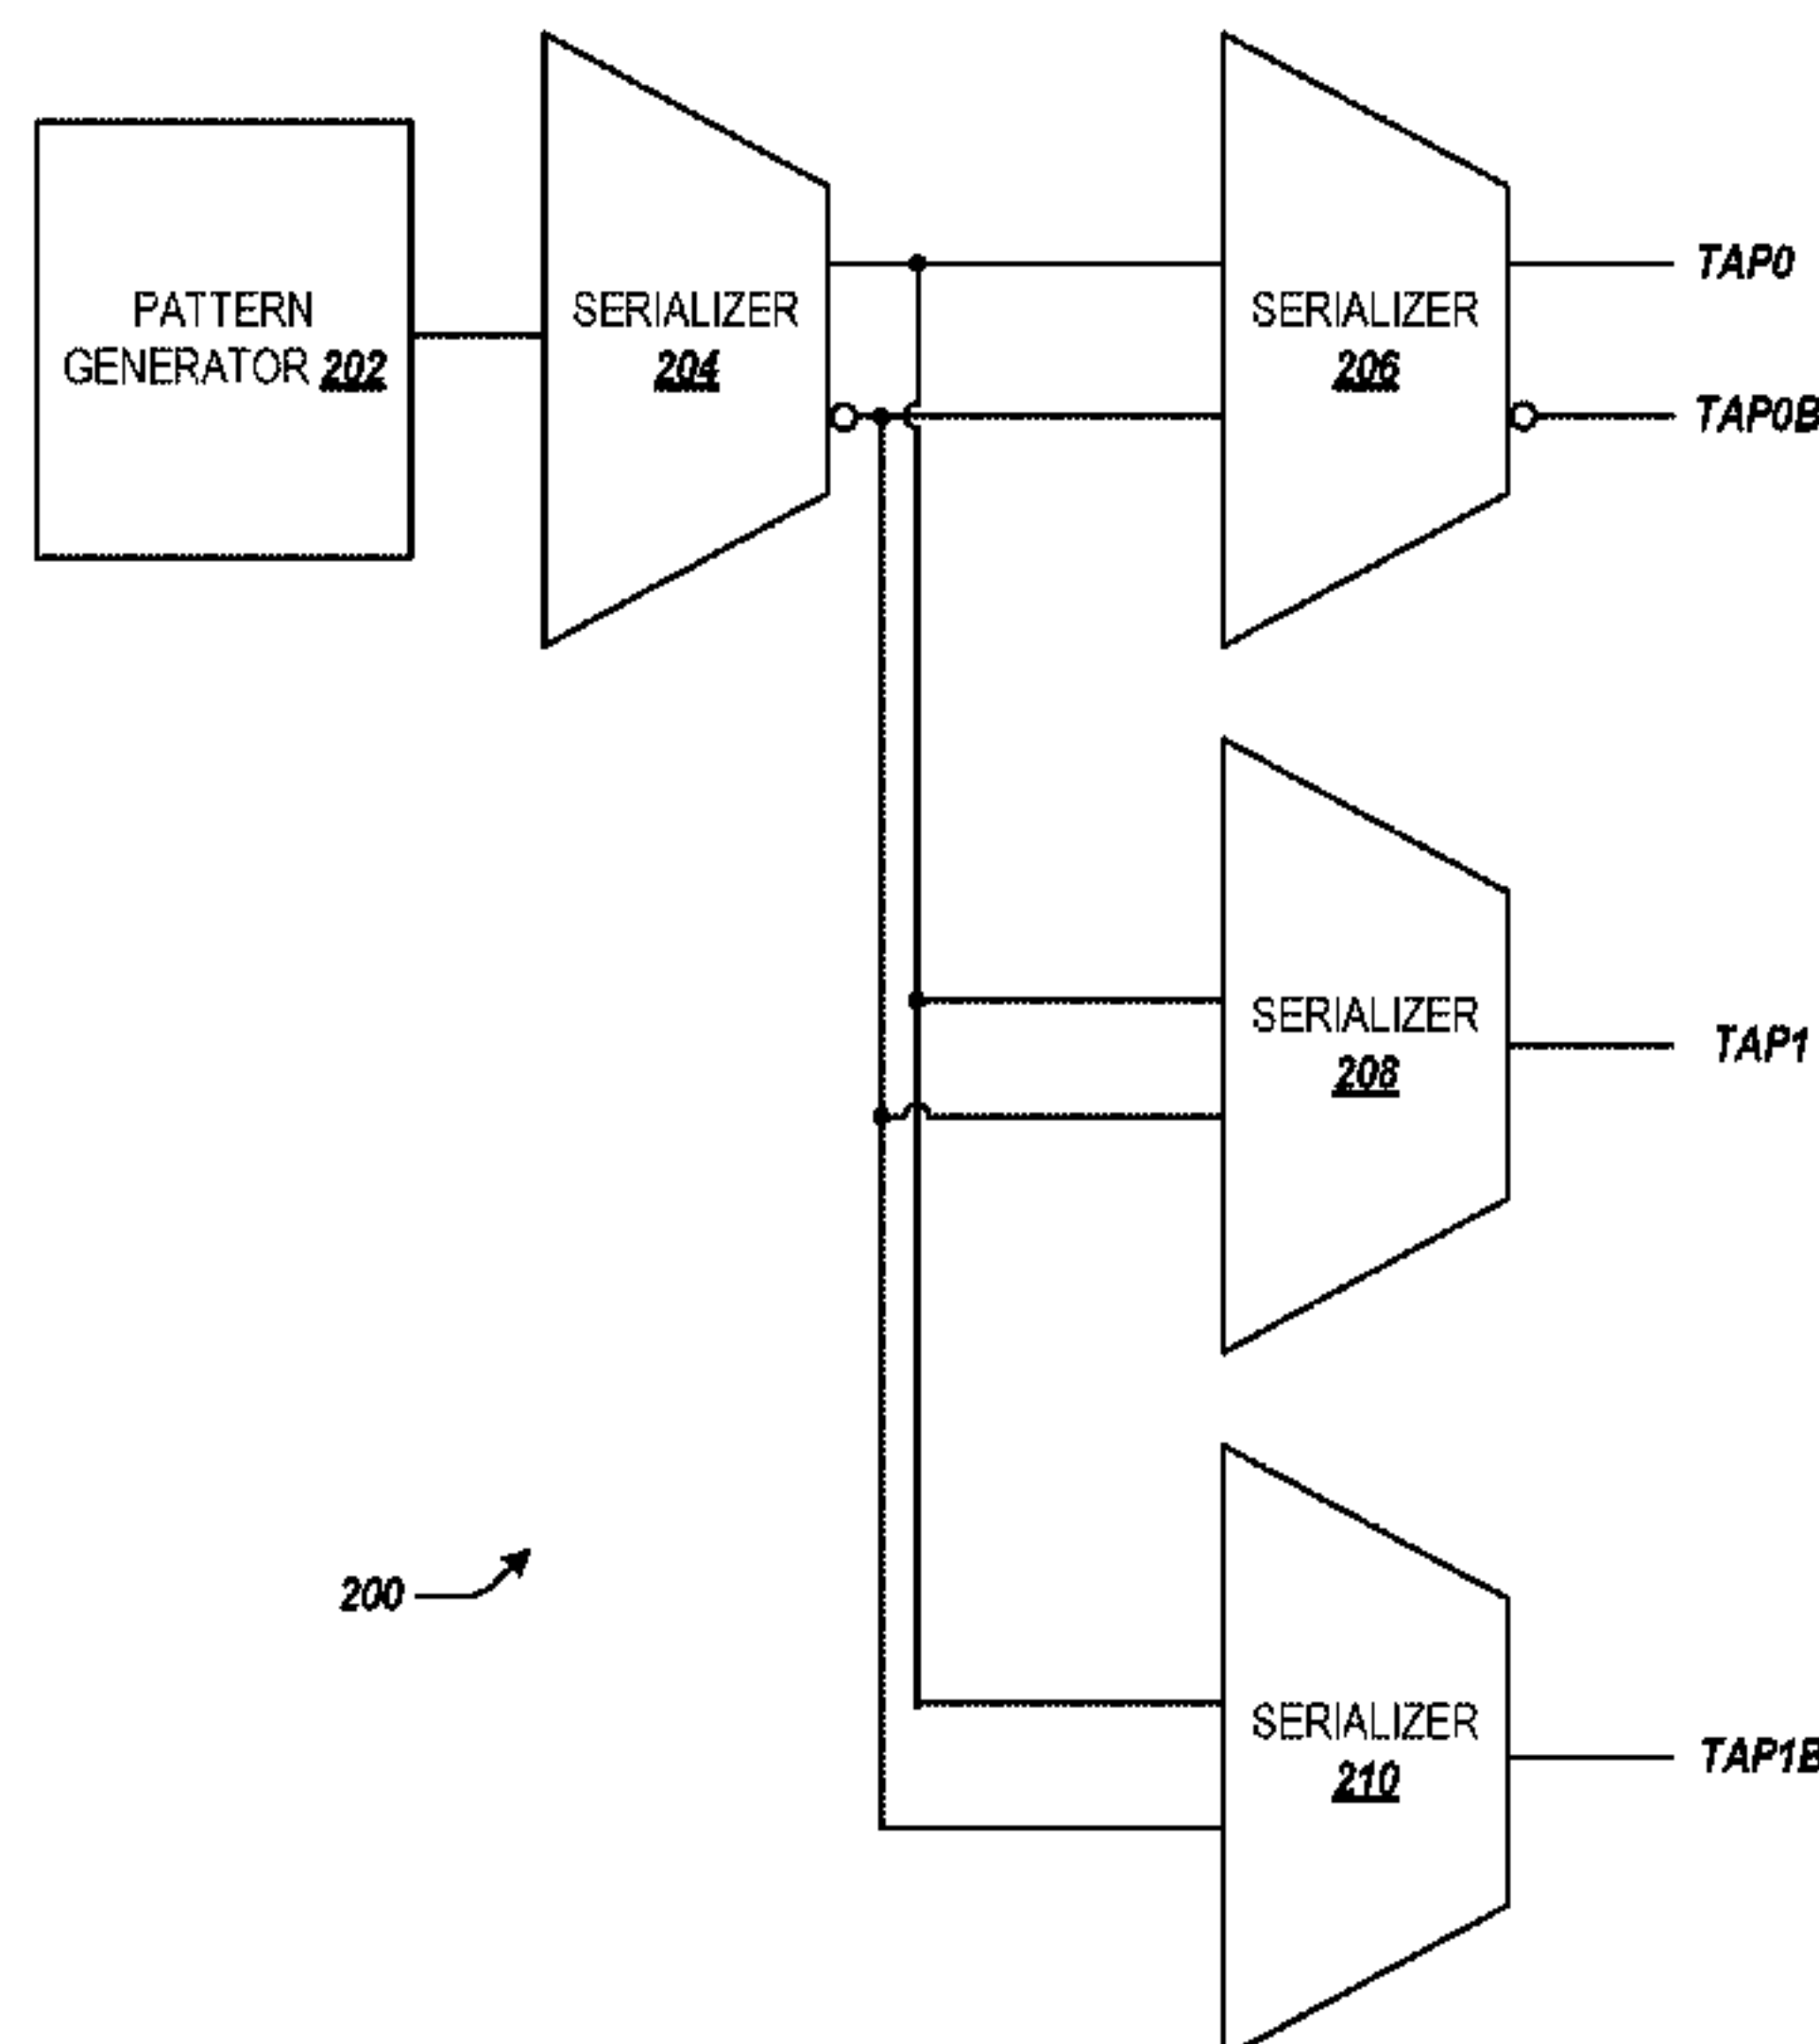 PATTERN
GENERATOR 202
SERIALIZER
204
SERIALIZER
206
TAP0
TAP0B
SERIALIZER
208
TAP1
200
SERIALIZER
210
TAP1B